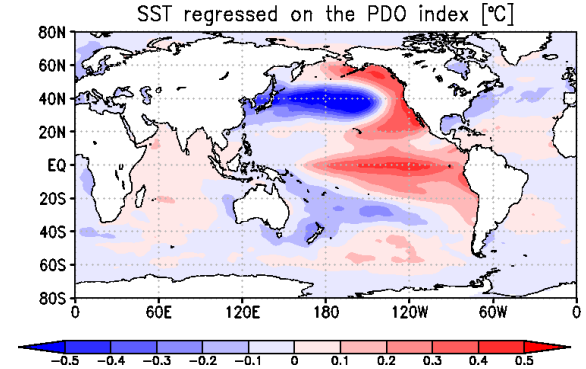 SST regressed on the PDO index [°C]
80N
60N
40N
20N
EQ
20S
40S
60S
80S
0 60E 120E 180 120W 60W 0
-0.5 -0.4 -0.3 -0.2 -0.1 0 0.1 0.2 0.3 0.4 0.5